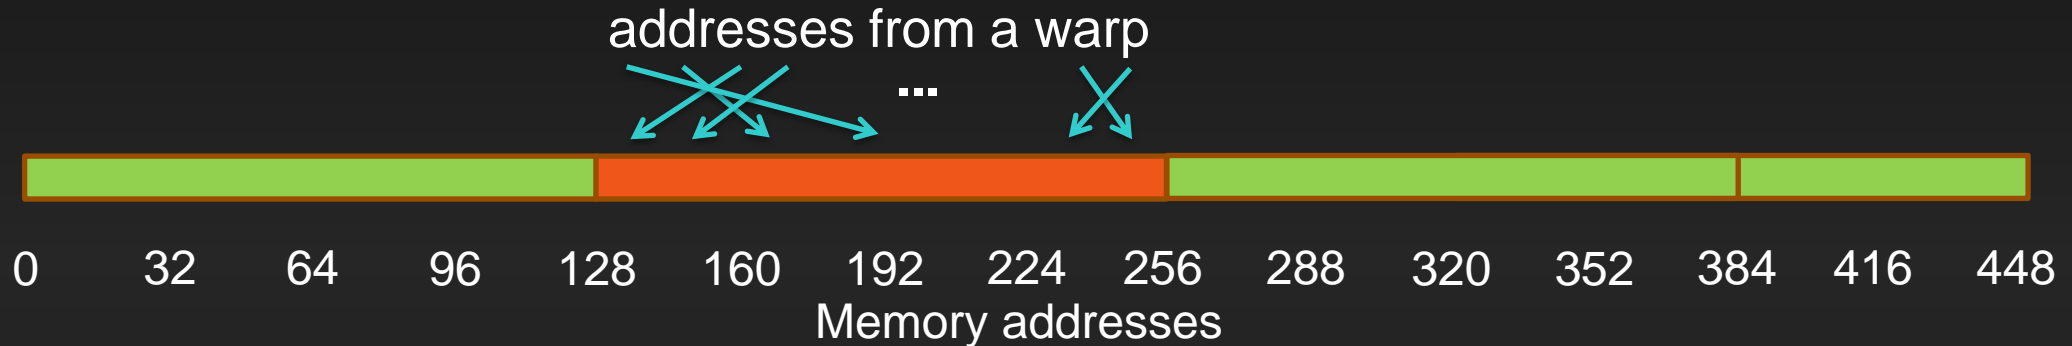 addresses from a warp
...
0 32 64 96 128 160 192 224 256 288 320 352 384 416 448
Memory addresses